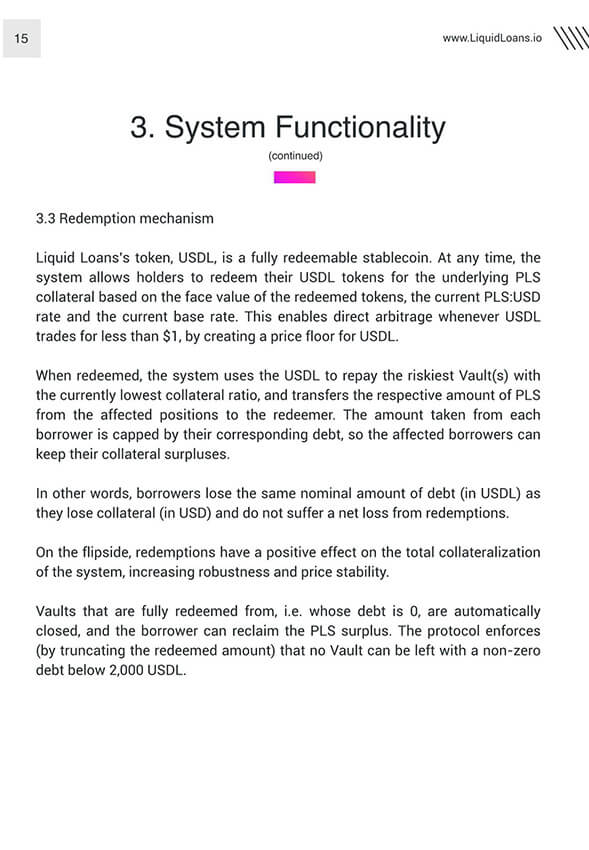 15
www.LiquidLoans.io
3. System Functionality
(continued)
3.3 Redemption mechanism
Liquid Loans's token, USDL, is a fully redeemable stablecoin. At any time, the
system allows holders to redeem their USDL tokens for the underlying PLS
collateral based on the face value of the redeemed tokens, the current PLS:USD
rate and the current base rate. This enables direct arbitrage whenever USDL
trades for less than $1, by creating a price floor for USDL.
When redeemed, the system uses the USDL to repay the riskiest Vault(s) with
the currently lowest collateral ratio, and transfers the respective amount of PLS
from the affected positions to the redeemer. The amount taken from each
borrower is capped by their corresponding debt, so the affected borrowers can
keep their collateral surpluses.
In other words, borrowers lose the same nominal amount of debt (in USDL) as
they lose collateral (in USD) and do not suffer a net loss from redemptions.
On the flipside, redemptions have a positive effect on the total collateralization
of the system, increasing robustness and price stability.
Vaults that are fully redeemed from, i.e. whose debt is 0, are automatically
closed, and the borrower can reclaim the PLS surplus. The protocol enforces
(by truncating the redeemed amount) that no Vault can be left with a non-zero
debt below 2,000 USDL.